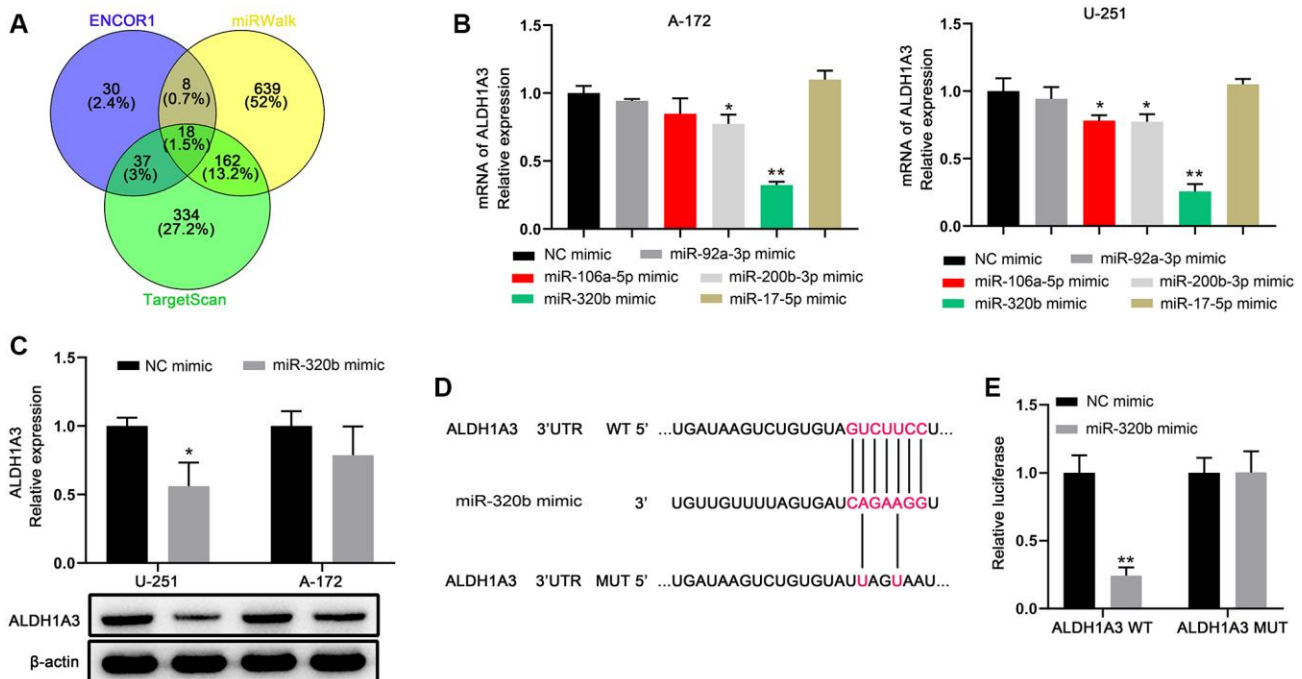 A
ENCOR1
miRWalk
30
(2.4%)
8
(0.7%)
639
(52%)
18
(1.5%)
37
(3%)
162
(13.2%)
334
(27.2%)
TargetScan
B
A-172
mRNA of ALDH1A3
Relative expression
1.5
1.0
0.5
0.0
*
**
NC mimic
miR-92a-3p mimic
miR-106a-5p mimic
miR-200b-3p mimic
miR-320b mimic
miR-17-5p mimic
U-251
mRNA of ALDH1A3
Relative expression
1.5
1.0
0.5
0.0
*
*
**
NC mimic
miR-92a-3p mimic
miR-106a-5p mimic
miR-200b-3p mimic
miR-320b mimic
miR-17-5p mimic
C
NC mimic
miR-320b mimic
ALDH1A3
Relative expression
1.5
1.0
0.5
0.0
*
U-251
A-172
ALDH1A3
β-actin
D
ALDH1A3 3'UTR WT 5' ...UGAUAAGUCUGUGUAGUCUUCCU...
miR-320b mimic 3' UGUUGUUUUAGUGAUCAGAAGGU
ALDH1A3 3'UTR MUT 5' ...UGAUAAGUCUGUGUAUUAGUAAU...
E
NC mimic
miR-320b mimic
Relative luciferase
1.5
1.0
0.5
0.0
**
ALDH1A3 WT
ALDH1A3 MUT